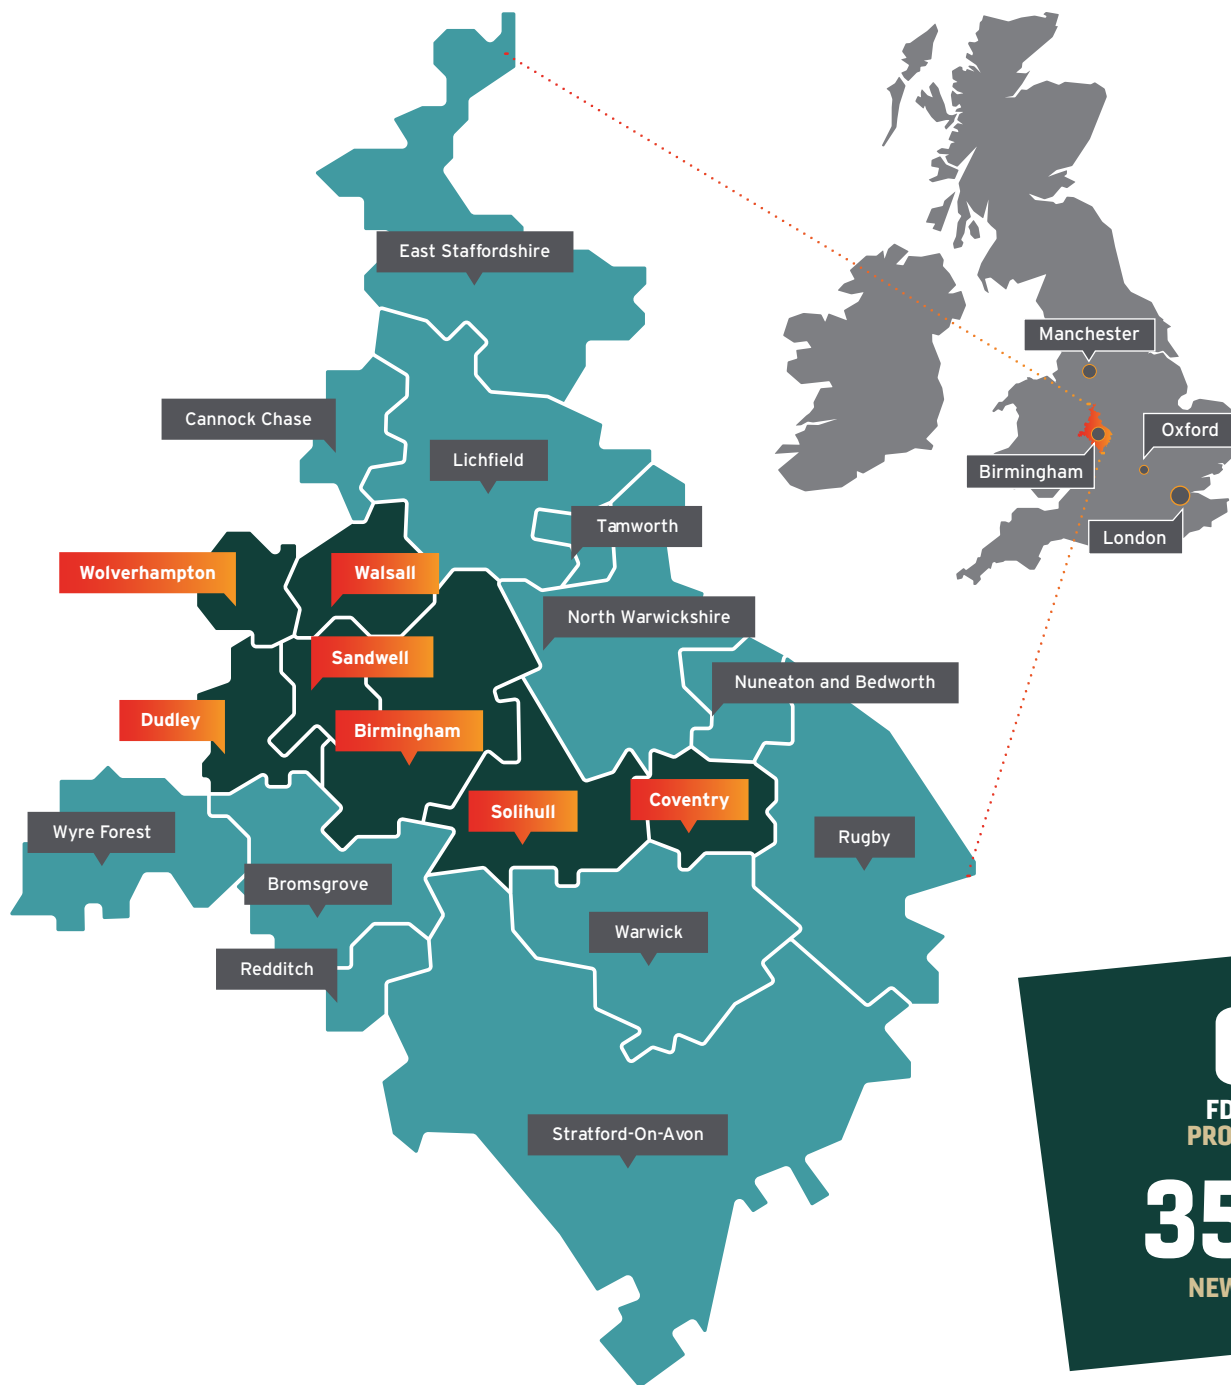 East Staffordshire
Manchester
Cannock Chase
Oxford
Lichfield
Birmingham
Tamworth
London
Wolverhampton
Walsall
North Warwickshire
Sandwell
Nuneaton and Bedworth
Dudley
Birmingham
Coventry
Solihull
Wyre Forest
Rugby
Bromsgrove
Warwick
Redditch
Stratford-On-Avon
35